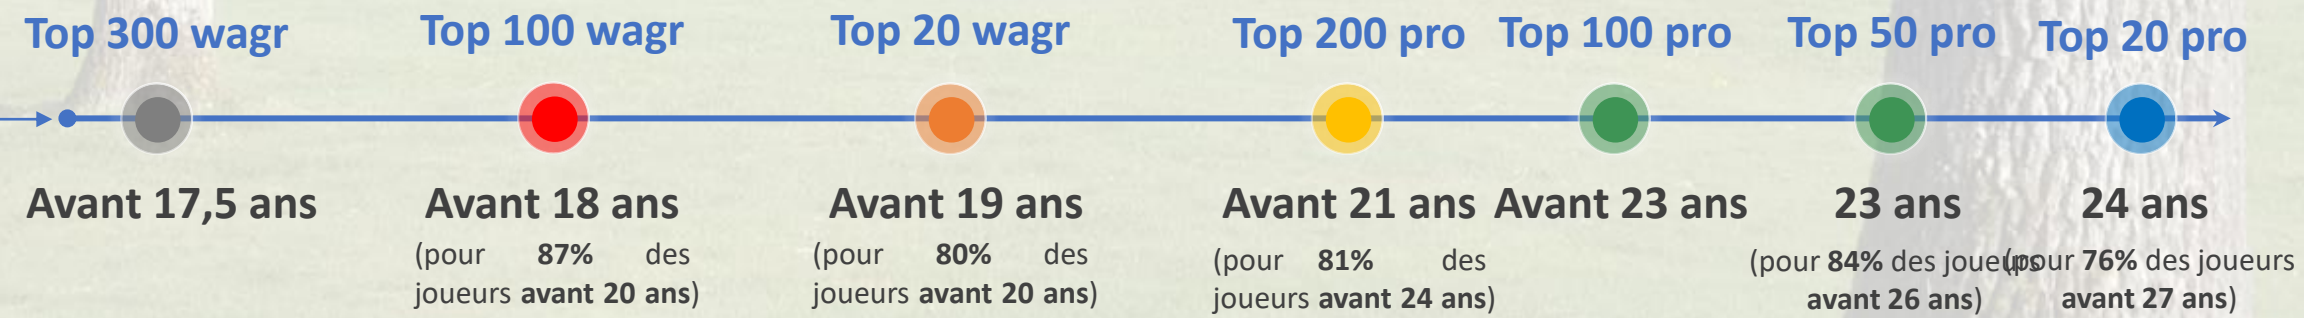 Top 300 wagr
Top 100 wagr
Top 20 wagr
Top 200 pro
Top 100 pro
Top 50 pro
Top 20 pro
Avant 17,5 ans
Avant 18 ans
(pour 87% des
joueurs avant 20 ans)
Avant 19 ans
(pour 80% des
joueurs avant 20 ans)
Avant 21 ans
(pour 81% des
joueurs avant 24 ans)
Avant 23 ans
23 ans
(pour 84% des joueurs
avant 26 ans)
24 ans
(pour 76% des joueurs
avant 27 ans)